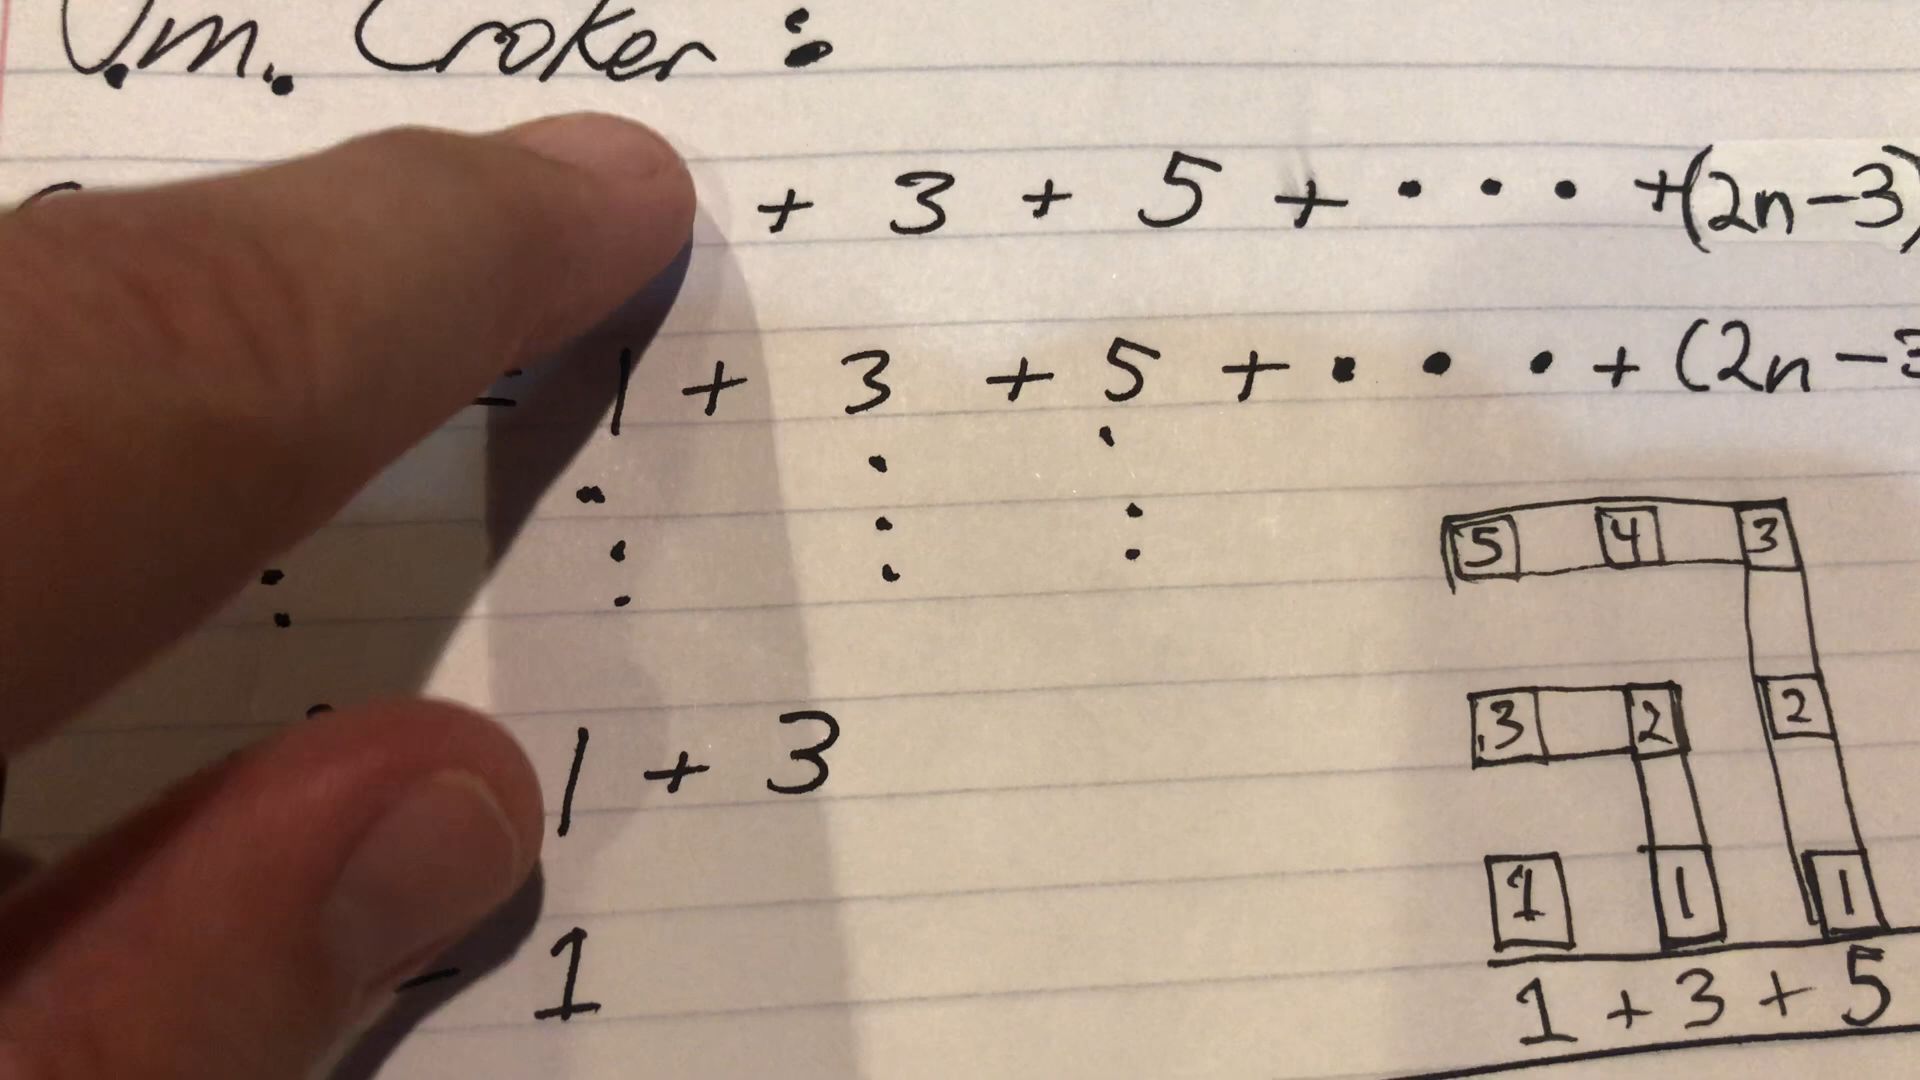 V.m. Croker :
+ 3 + 5 + • • • +(2n-3)
= 1 + 3 + 5 + • • • + (2n-3
5 4 3
3 2 2
1 + 3
1 1 1
- 1
1 + 3 + 5